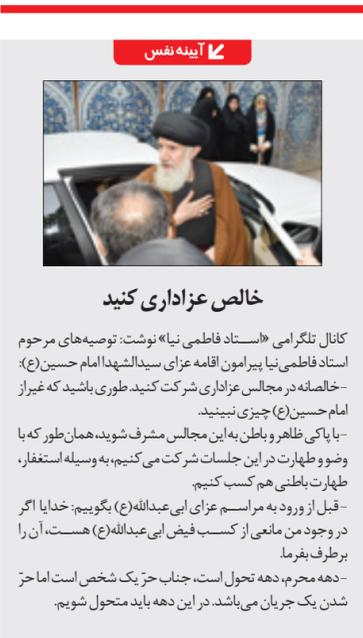 آیینه نفس
خالص عزاداری کنید
کانال تلگرامی «اســتاد فاطمی نیا» نوشت: توصیه‌های مرحوم
استاد فاطمی‌نیا پیرامون اقامه عزای سیدالشهدا امام حسین(ع):
-خالصانه در مجالس عزاداری شرکت کنید. طوری باشید که غیر از
امام حسین(ع) چیزی نبینید.
-با پاکی ظاهر و باطن به این مجالس مشرف شوید، همان‌طور که با
وضو و طهارت در این جلسات شرکت می‌کنیم، به وسیله استغفار،
طهارت باطنی هم کسب کنیم.
-قبل از ورود به مراسـم عزای ابی‌عبدالله(ع) بگوییم: خدایا اگر
در وجود من مانعی از کسـب فیض ابی‌عبدالله(ع) هسـت، آن را
برطرف بفرما.
-دهه محرم، دهه تحول است، جناب حرّ یک شخص است اما حرّ
شدن یک جریان می‌باشد. در این دهه باید متحول شویم.